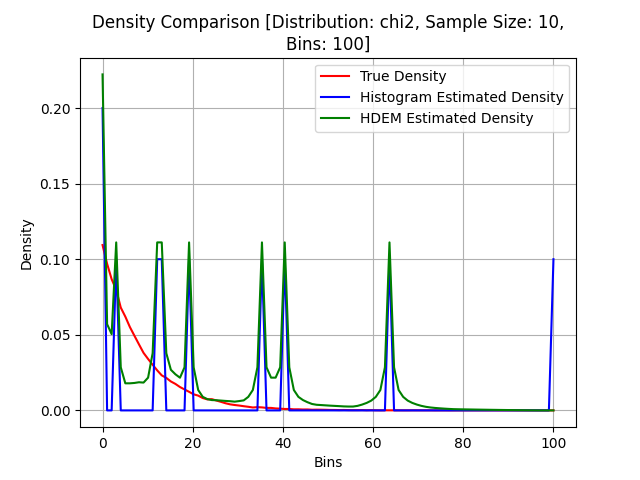 Density Comparison [Distribution: chi2, Sample Size: 10,
Bins: 100]
True Density
Histogram Estimated Density
HDEM Estimated Density
Density
0.20
0.15
0.10
0.05
0.00
0 20 40 60 80 100
Bins